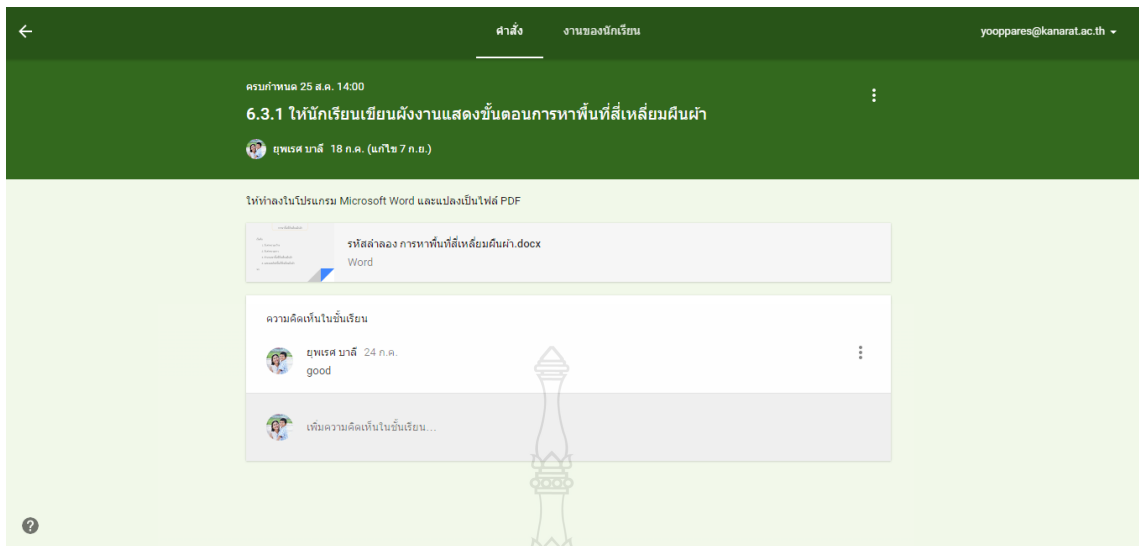 คำสั่ง
งานของนักเรียน
yooppares@kanarat.ac.th
ครบกำหนด 25 ส.ค. 14:00
6.3.1 ให้นักเรียนเขียนผังงานแสดงขั้นตอนการหาพื้นที่สี่เหลี่ยมผืนผ้า
ยุพเรศ บาลี 18 ก.ค. (แก้ไข 7 ก.ย.)
ให้ทำลงในโปรแกรม Microsoft Word และแปลงเป็นไฟล์ PDF
รหัสลำลอง การหาพื้นที่สี่เหลี่ยมผืนผ้า.docx
Word
ความคิดเห็นในชั้นเรียน
ยุพเรศ บาลี 24 ก.ค.
good
เพิ่มความคิดเห็นในชั้นเรียน...